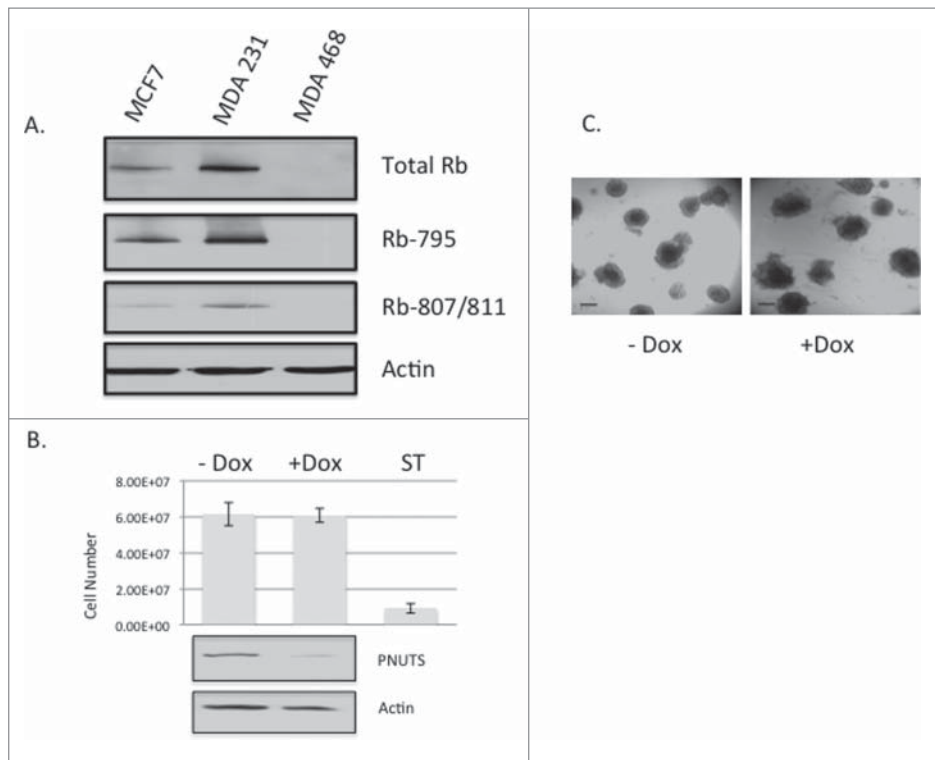 A.
MCF7
MDA 231
MDA 468
Total Rb
Rb-795
Rb-807/811
Actin
B.
- Dox
+Dox
ST
8.00E+07
6.00E+07
4.00E+07
2.00E+07
0.00E+00
Cell Number
PNUTS
Actin
C.
- Dox
+Dox